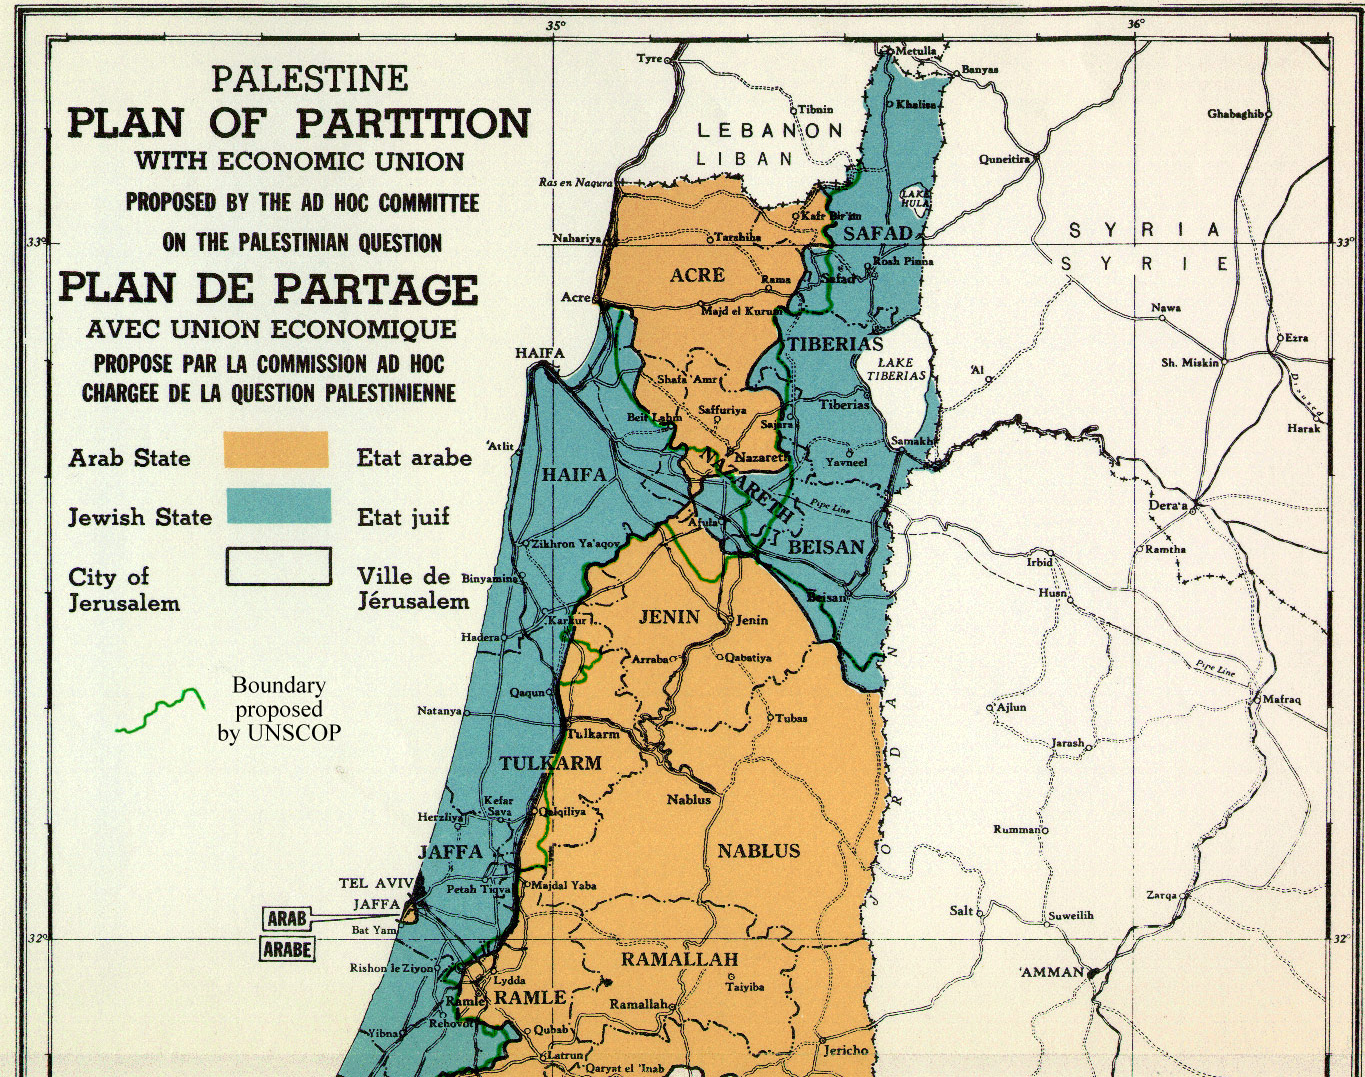 35°
36°
PALESTINE
PLAN OF PARTITION
WITH ECONOMIC UNION
PROPOSED BY THE AD HOC COMMITTEE
ON THE PALESTINIAN QUESTION
PLAN DE PARTAGE
AVEC UNION ECONOMIQUE
PROPOSE PAR LA COMMISSION AD HOC
CHARGEE DE LA QUESTION PALESTINIENNE
Arab State
Etat arabe
Jewish State
Etat juif
City of
Jerusalem
Ville de
Jérusalem
Boundary
proposed
by UNSCOP
Metulla
Tyre
Banyas
Khalisa
Tibnin
Ghabaghib
LEBANON
LIBAN
Quneitira
Ras en Naqura
LAKE
HULA
Kafr Bir'im
SAFAD
SYRIA
SYRIE
33°
33°
Nahariya
Tarshiha
Rosh Pinna
ACRE
Rama
Safad
Acre
Majd el Kurum
Nawa
TIBERIAS
Ezra
HAIFA
LAKE
TIBERIAS
Sh. Miskin
'Al
Shafa 'Amr
Saffuriya
Tiberias
Beit Lahm
Sajara
Harak
'Atlit
Samakh
Nazareth
Yavneel
HAIFA
NAZARETH
Pipe Line
Dera'a
Afula
Zikhron Ya'aqov
BEISAN
Ramtha
Irbid
Binyamina
Beisan
Husn
Karkur
JENIN
Jenin
Hadera
Arraba
Qabatiya
Pipe Line
Qaqun
Mafraq
Natanya
Tubas
'Ajlun
Tulkarm
Jarash
JORDAN
TULKARM
Nablus
Kefar
Sava
Herzliya
Qalqiliya
Rumman
JAFFA
NABLUS
TEL AVIV
Petah Tiqva
Majdal Yaba
JAFFA
Zarqa
ARAB
Salt
Suweilih
Bat Yam
32°
32°
ARABE
RAMALLAH
Rishon le Ziyon
Lydda
Taiyiba
'AMMAN
Ramle
RAMLE
Ramallah
Rehovot
Yibna
Qubab
Jericho
Latrun
'Qaryat el 'Inab